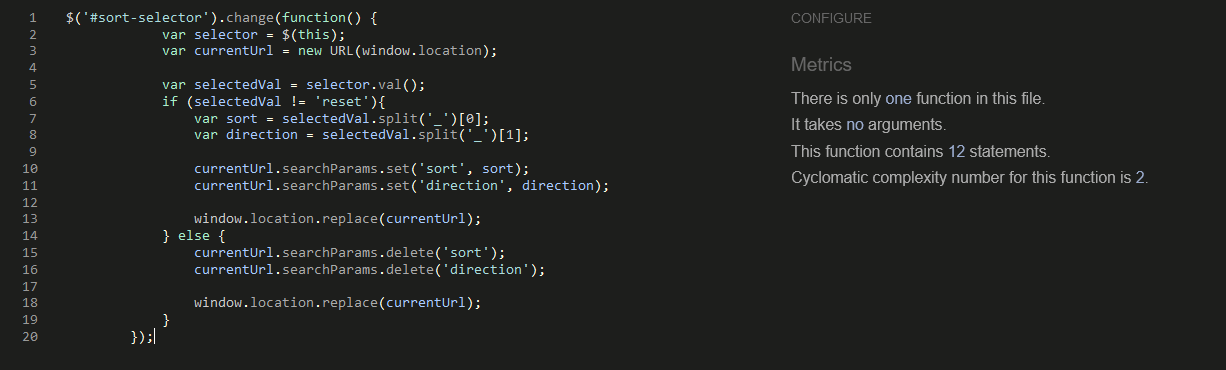 1 $('#sort-selector').change(function() {
2 var selector = $(this);
3 var currentUrl = new URL(window.location);
4
5 var selectedVal = selector.val();
6 if (selectedVal != 'reset'){
7 var sort = selectedVal.split('_')[0];
8 var direction = selectedVal.split('_')[1];
9
10 currentUrl.searchParams.set('sort', sort);
11 currentUrl.searchParams.set('direction', direction);
12
13 window.location.replace(currentUrl);
14 } else {
15 currentUrl.searchParams.delete('sort');
16 currentUrl.searchParams.delete('direction');
17
18 window.location.replace(currentUrl);
19 }
20 });
CONFIGURE
Metrics
There is only one function in this file.
It takes no arguments.
This function contains 12 statements.
Cyclomatic complexity number for this function is 2.